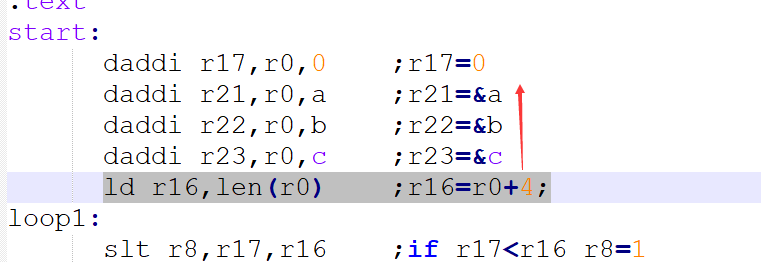 .text
start:
daddi r17,r0,0 ;r17=0
daddi r21,r0,a ;r21=&a
daddi r22,r0,b ;r22=&b
daddi r23,r0,c ;r23=&c
ld r16,len(r0) ;r16=r0+4;
loop1:
slt r8,r17,r16 ;if r17<r16 r8=1